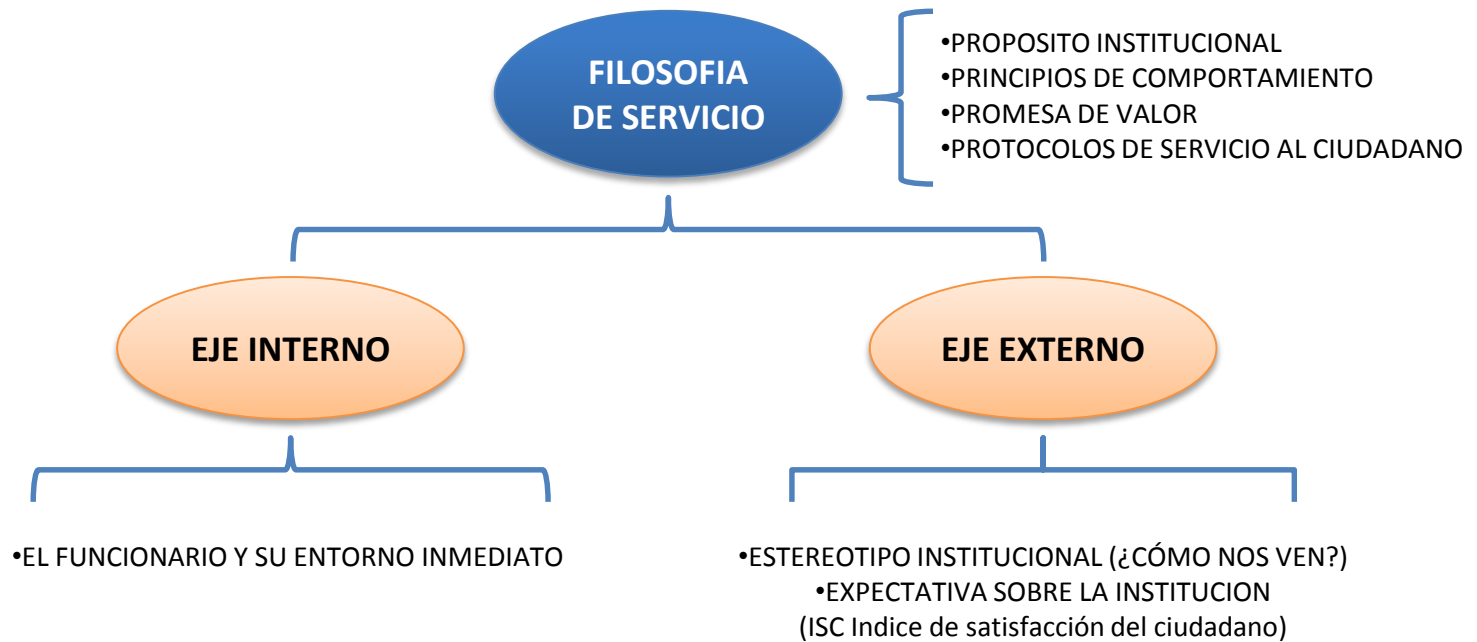 FILOSOFIA
DE SERVICIO
•PROPOSITO INSTITUCIONAL
•PRINCIPIOS DE COMPORTAMIENTO
•PROMESA DE VALOR
•PROTOCOLOS DE SERVICIO AL CIUDADANO
EJE INTERNO
EJE EXTERNO
•EL FUNCIONARIO Y SU ENTORNO INMEDIATO
•ESTEREOTIPO INSTITUCIONAL (¿CÓMO NOS VEN?)
•EXPECTATIVA SOBRE LA INSTITUCION
(ISC Indice de satisfacción del ciudadano)